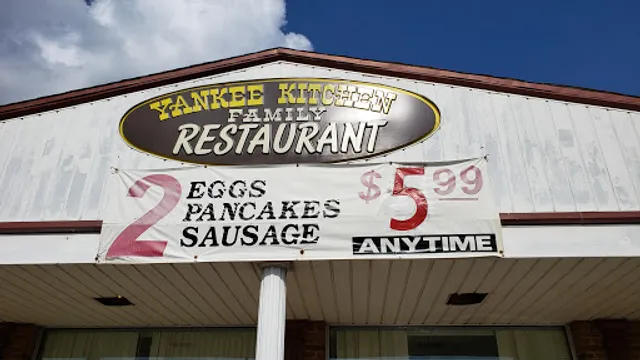 YANKEE KITCHEN
FAMILY
RESTAURANT
2 EGGS
PANCAKES
SAUSAGE
$5.99
ANYTIME